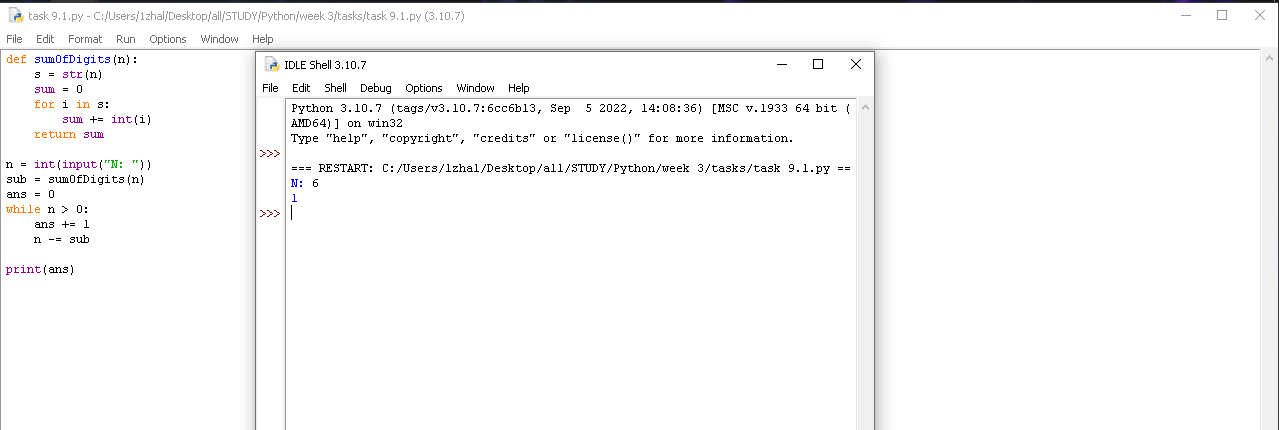 task 9.1.py - C:/Users/1zhal/Desktop/all/STUDY/Python/week 3/tasks/task 9.1.py (3.10.7)
File Edit Format Run Options Window Help
def sumOfDigits(n):
    s = str(n)
    sum = 0
    for i in s:
        sum += int(i)
    return sum
n = int(input("N: "))
sub = sumOfDigits(n)
ans = 0
while n > 0:
    ans += 1
    n -= sub
print(ans)
IDLE Shell 3.10.7
File Edit Shell Debug Options Window Help
Python 3.10.7 (tags/v3.10.7:6cc6b13, Sep  5 2022, 14:08:36) [MSC v.1933 64 bit (
AMD64)] on win32
Type "help", "copyright", "credits" or "license()" for more information.
>>>
=== RESTART: C:/Users/1zhal/Desktop/all/STUDY/Python/week 3/tasks/task 9.1.py ==
N: 6
1
>>>